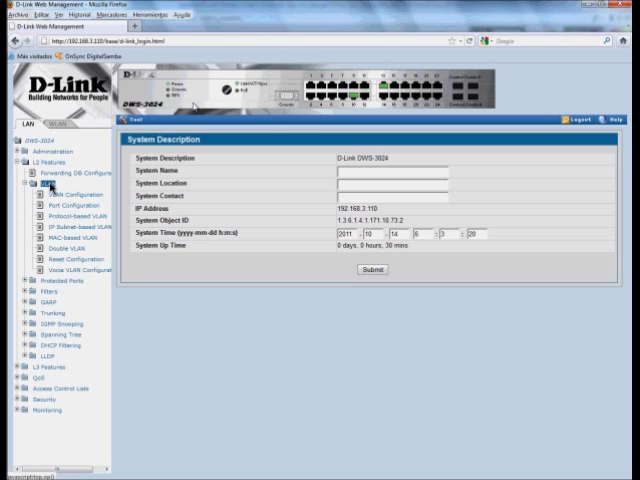 D-Link Web Management - Mozilla Firefox
Archivo Editar Ver Historial Marcadores Herramientas Ayuda
D-Link Web Management
http://192.168.3.110/base/d-link_login.html
Google
Más visitados OnSync DigitalSamba
D-Link
Building Networks for People
DWS-3024
LAN WLAN
Tool
Logout Help
DWS-3024
Administration
L2 Features
Forwarding DB Configura
VLAN
VLAN Configuration
Port Configuration
Protocol-based VLAN
IP Subnet-based VLAN
MAC-based VLAN
Double VLAN
Reset Configuration
Voice VLAN Configurat
Protected Ports
Filters
GARP
Trunking
IGMP Snooping
Spanning Tree
DHCP Filtering
LLDP
L3 Features
QoS
Access Control Lists
Security
Monitoring
System Description
System Description D-Link DWS-3024
System Name
System Location
System Contact
IP Address 192.168.3.110
System Object ID 1.3.6.1.4.1.171.10.73.2
System Time (yyyy-mm-dd h:m:s) 2011 - 10 - 14 6 : 3 : 20
System Up Time 0 days, 0 hours, 30 mins
Submit
javascript:top.op()